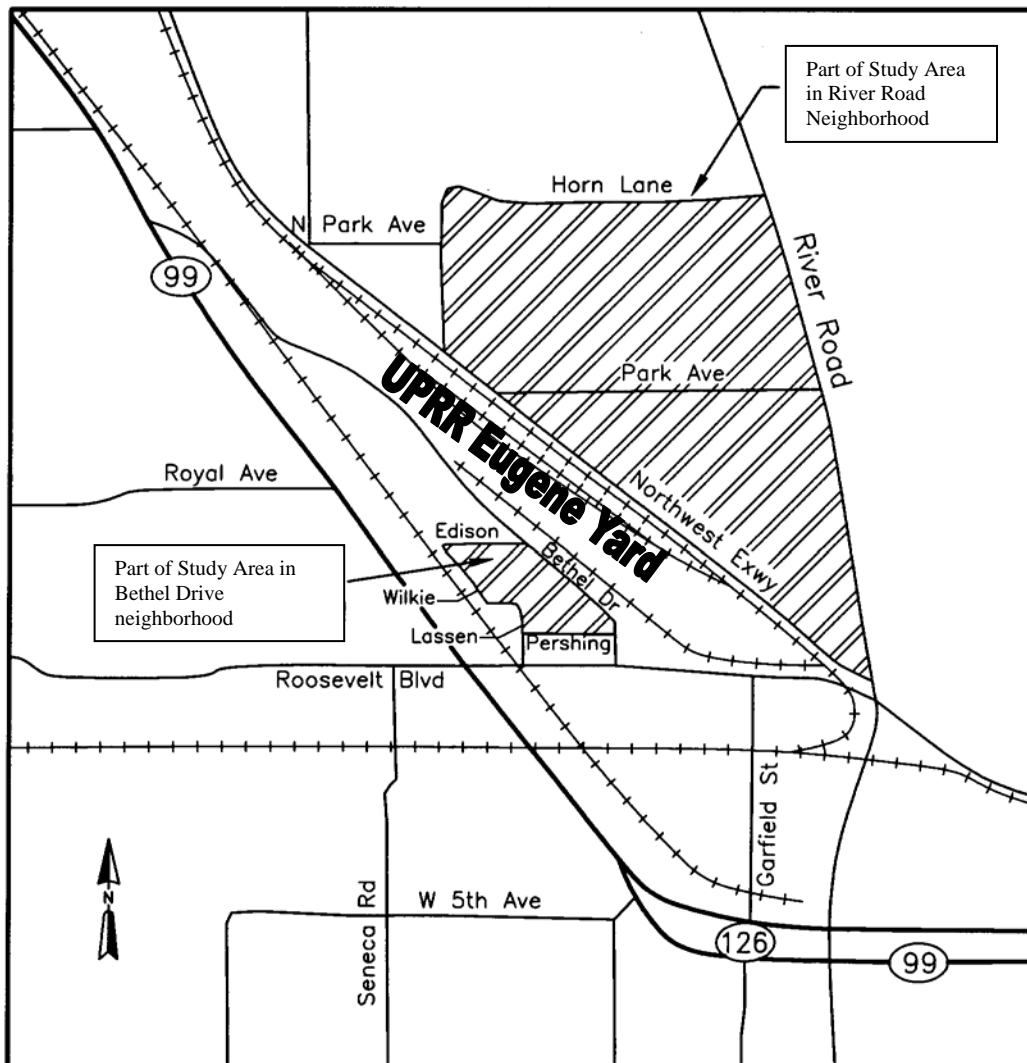 Part of Study Area
in River Road
Neighborhood
Horn Lane
N Park Ave
River Road
99
Park Ave
UPRR Eugene Yard
Northwest Exwy
Royal Ave
Edison
Bethel Dr
Part of Study Area in
Bethel Drive
neighborhood
Wilkie
Lassen
Pershing
Roosevelt Blvd
Garfield St
N
Seneca Rd
W 5th Ave
126
99